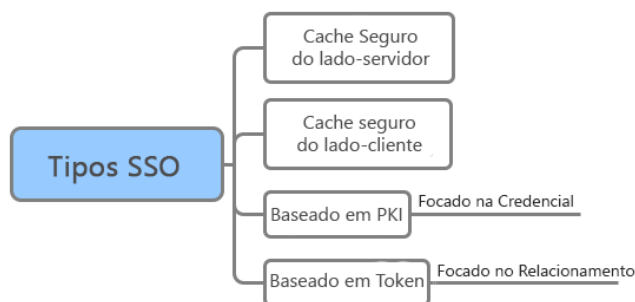 Tipos SSO
Cache Seguro
do lado-servidor
Cache seguro
do lado-cliente
Baseado em PKI
Focado na Credencial
Baseado em Token
Focado no Relacionamento